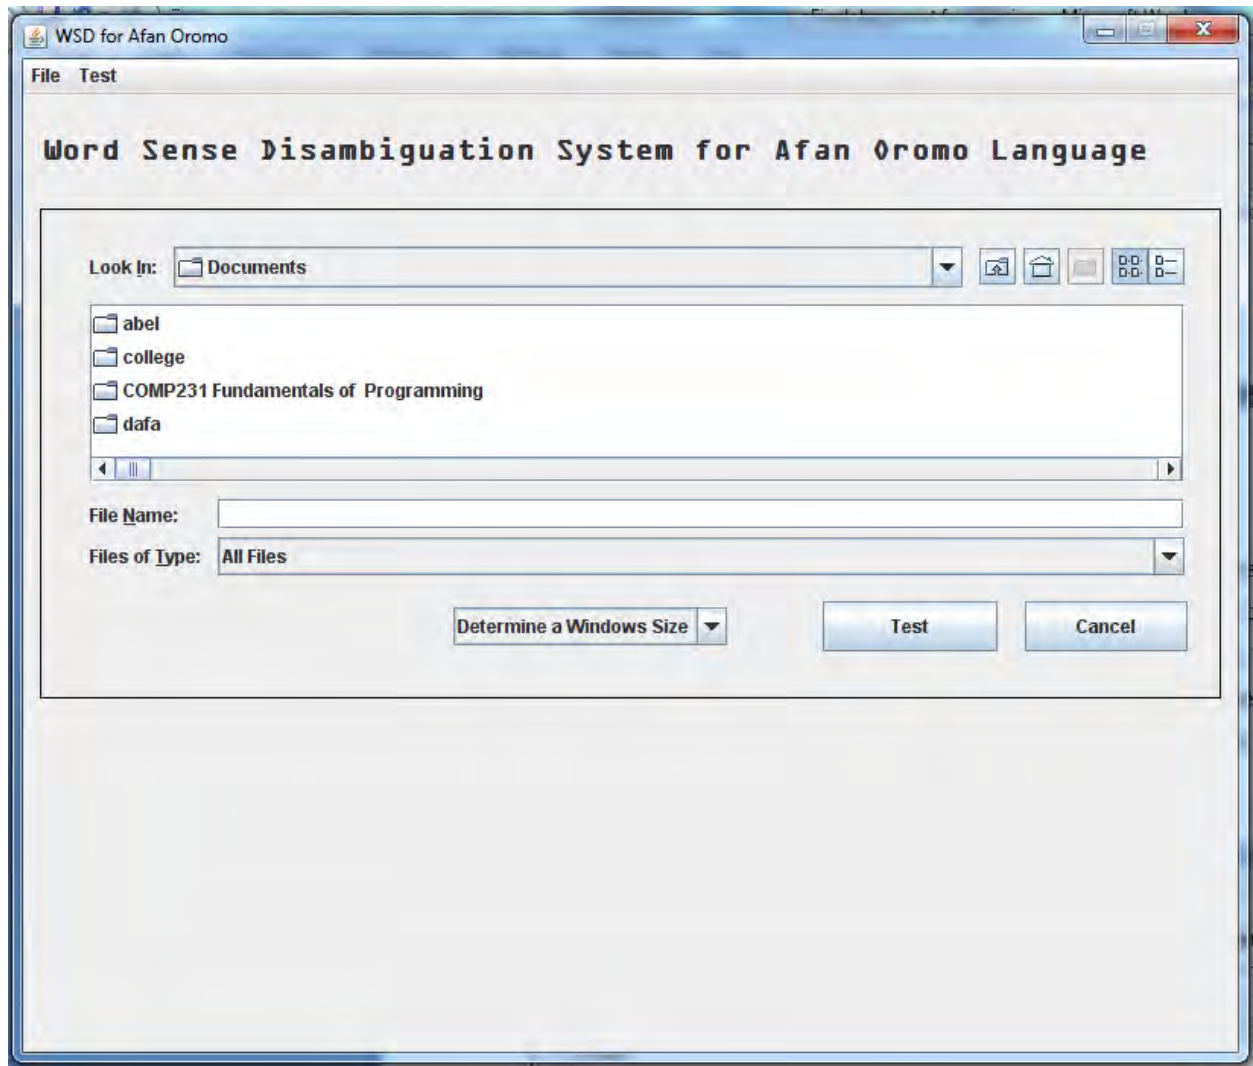 WSD for Afan Oromo
File Test
Word Sense Disambiguation System for Afan Oromo Language
Look In: Documents
abel
college
COMP231 Fundamentals of Programming
dafa
File Name:
Files of Type: All Files
Determine a Windows Size Test Cancel